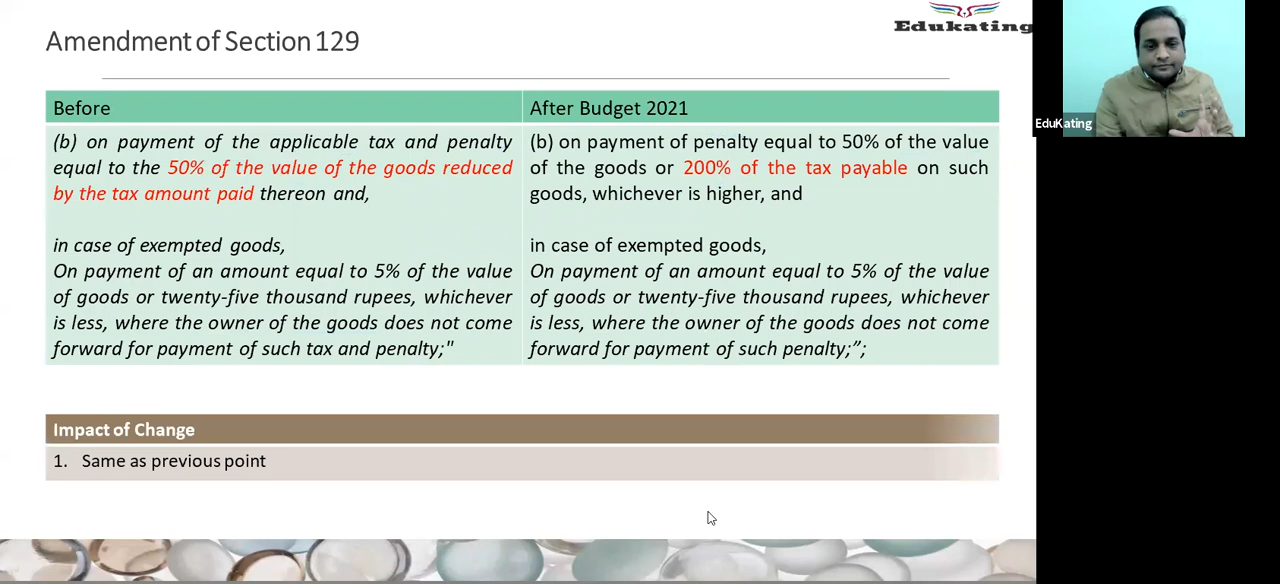 Edukating
Amendment of Section 129
EduKating
Before
(b) on payment of the applicable tax and penalty
equal to the 50% of the value of the goods reduced
by the tax amount paid thereon and,
in case of exempted goods,
On payment of an amount equal to 5% of the value
of goods or twenty-five thousand rupees, whichever
is less, where the owner of the goods does not come
forward for payment of such tax and penalty;"
After Budget 2021
(b) on payment of penalty equal to 50% of the value
of the goods or 200% of the tax payable on such
goods, whichever is higher, and
in case of exempted goods,
On payment of an amount equal to 5% of the value
of goods or twenty-five thousand rupees, whichever
is less, where the owner of the goods does not come
forward for payment of such penalty;”;
Impact of Change
1. Same as previous point